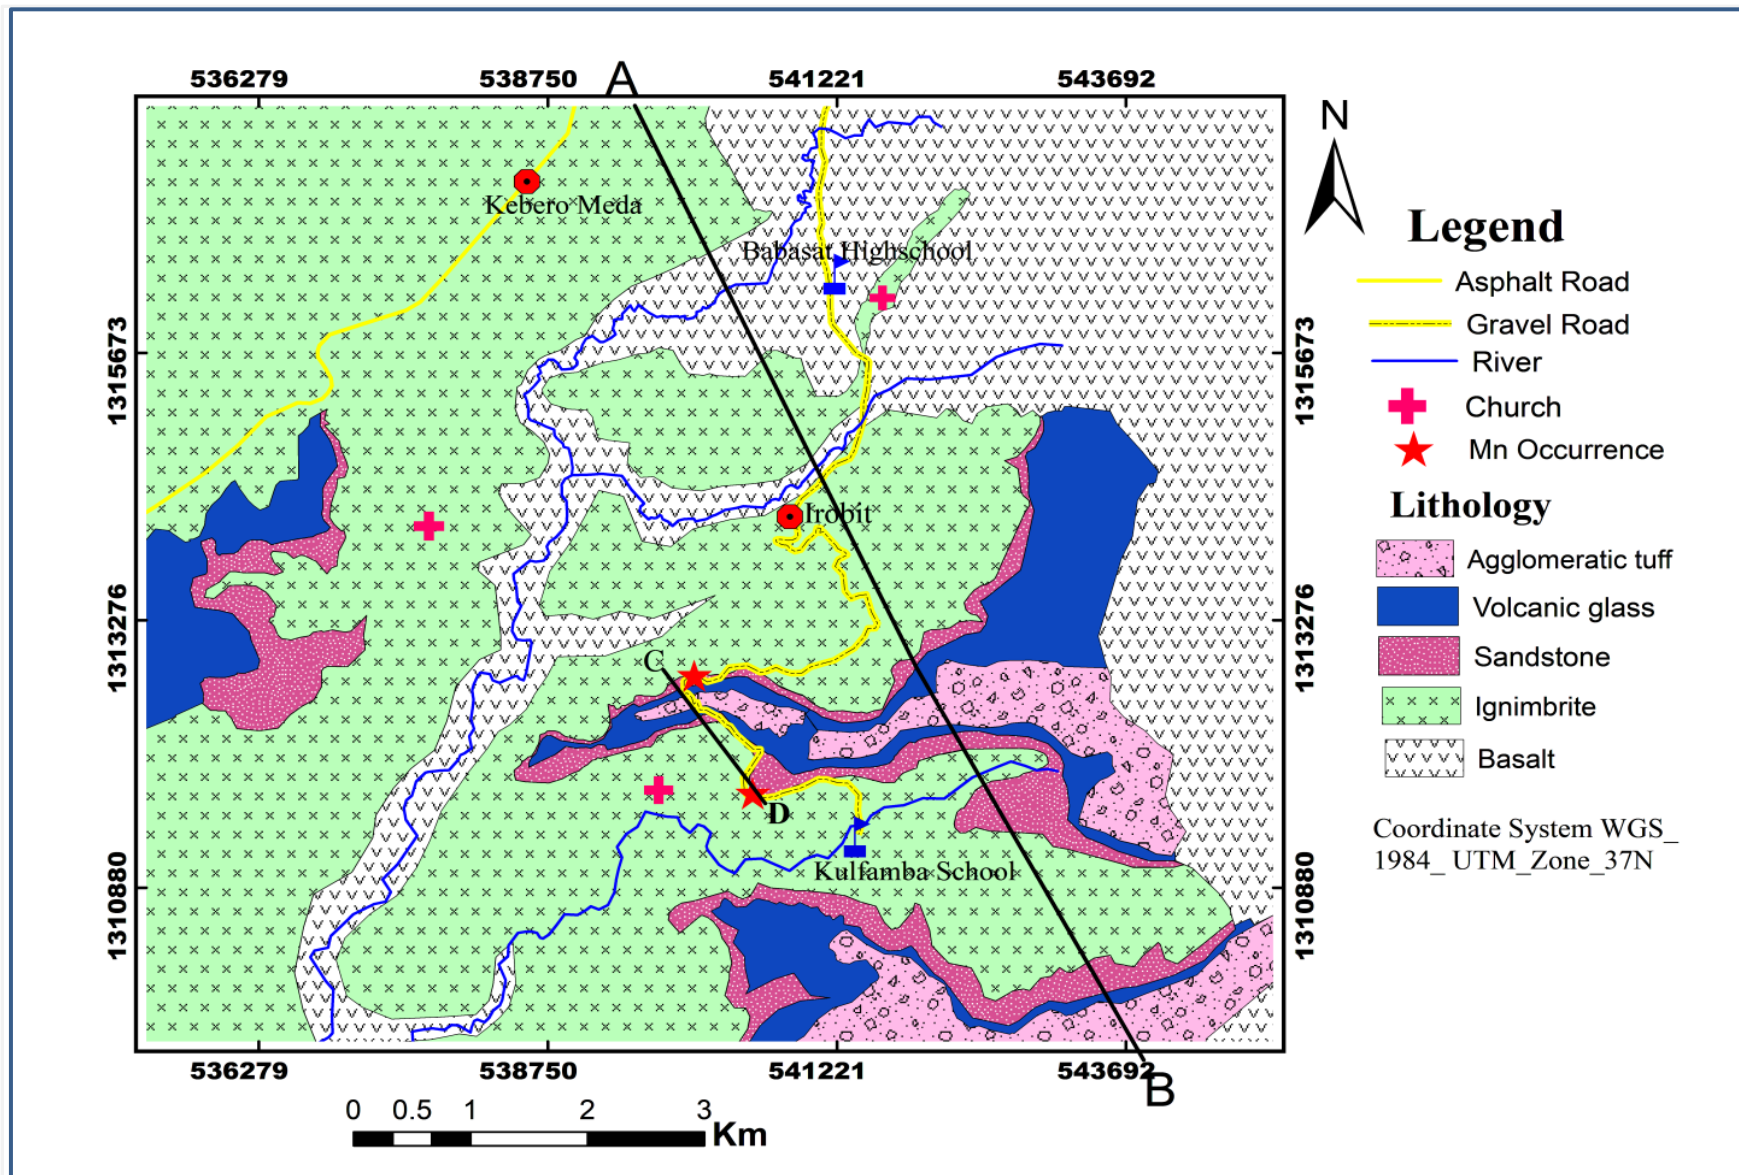 A
536279 538750 541221 543692
N
Kebero Meda
Babasat Highschool
Irobit
C
D
Kulfamba School
1315673
1313276
1310880
1315673
1313276
1310880
536279 538750 541221 543692
B
0 0.5 1 2 3
Km
Legend
Asphalt Road
Gravel Road
River
Church
Mn Occurrence
Lithology
Agglomeratic tuff
Volcanic glass
Sandstone
Ignimbrite
Basalt
Coordinate System WGS_
1984_ UTM_Zone_37N